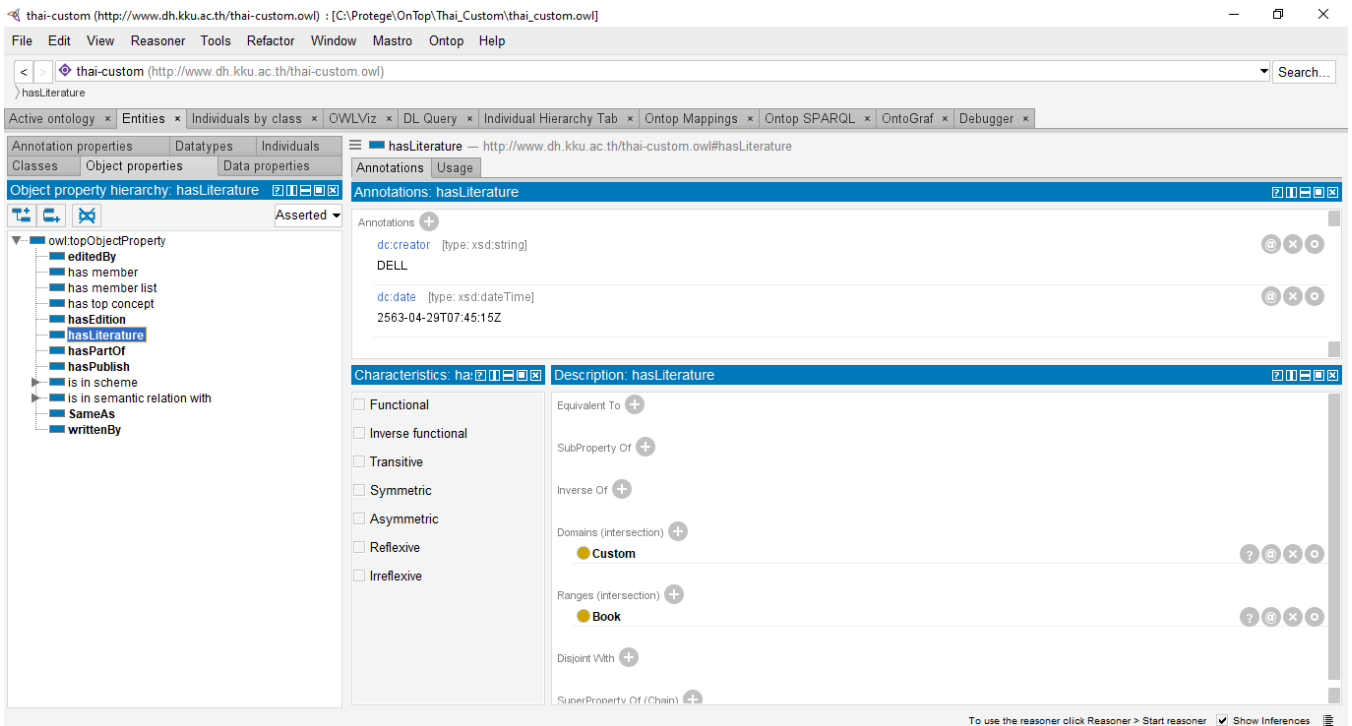 thai-custom (http://www.dh.kku.ac.th/thai-custom.owl) : [C:\Protege\OnTop\Thai_Custom\thai_custom.owl]
File Edit View Reasoner Tools Refactor Window Mastro Ontop Help
< > thai-custom (http://www.dh.kku.ac.th/thai-custom.owl) Search...
hasLiterature
Active ontology × Entities × Individuals by class × OWLViz × DL Query × Individual Hierarchy Tab × Ontop Mappings × Ontop SPARQL × OntoGraf × Debugger ×
Annotation properties Datatypes Individuals
Classes Object properties Data properties
Object property hierarchy: hasLiterature
Asserted
owl:topObjectProperty
editedBy
has member
has member list
has top concept
hasEdition
hasLiterature
hasPartOf
hasPublish
is in scheme
is in semantic relation with
SameAs
writtenBy
hasLiterature — http://www.dh.kku.ac.th/thai-custom.owl#hasLiterature
Annotations Usage
Annotations: hasLiterature
Annotations
dc:creator [type: xsd:string]
DELL
dc:date [type: xsd:dateTime]
2563-04-29T07:45:15Z
Characteristics: ha
Functional
Inverse functional
Transitive
Symmetric
Asymmetric
Reflexive
Irreflexive
Description: hasLiterature
Equivalent To
SubProperty Of
Inverse Of
Domains (intersection)
Custom
Ranges (intersection)
Book
Disjoint With
SuperProperty Of (Chain)
To use the reasoner click Reasoner > Start reasoner Show Inferences